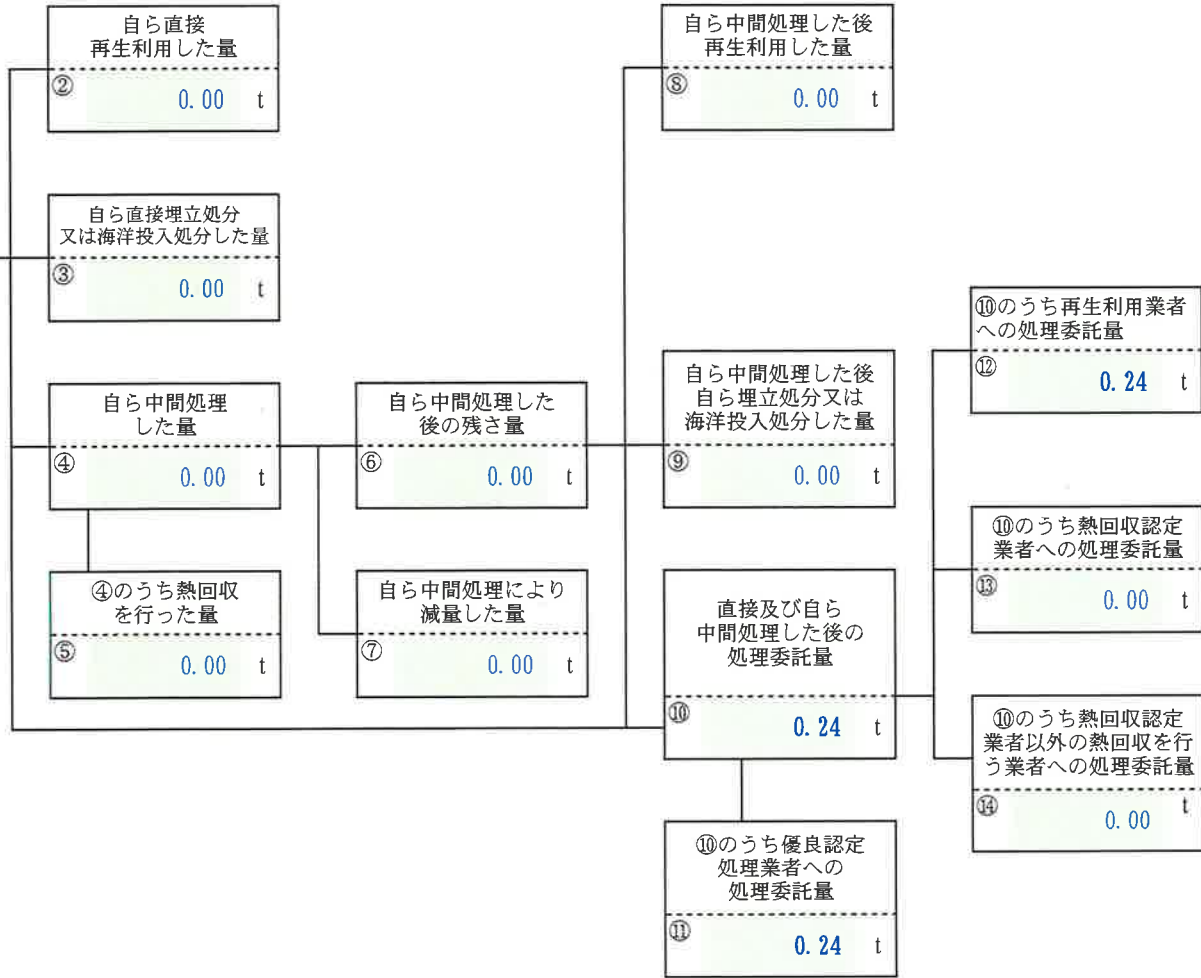 自ら直接
再生利用した量
② 0.00 t
自ら直接埋立処分
又は海洋投入処分した量
③ 0.00 t
自ら中間処理
した量
④ 0.00 t
④のうち熱回収
を行った量
⑤ 0.00 t
自ら中間処理した
後の残さ量
⑥ 0.00 t
自ら中間処理により
減量した量
⑦ 0.00 t
自ら中間処理した後
再生利用した量
⑧ 0.00 t
自ら中間処理した後
自ら埋立処分又は
海洋投入処分した量
⑨ 0.00 t
直接及び自ら
中間処理した後の
処理委託量
⑩ 0.24 t
⑩のうち優良認定
処理業者への
処理委託量
⑪ 0.24 t
⑩のうち再生利用業者
への処理委託量
⑫ 0.24 t
⑩のうち熱回収認定
業者への処理委託量
⑬ 0.00 t
⑩のうち熱回収認定
業者以外の熱回収を行
う業者への処理委託量
⑭ 0.00 t